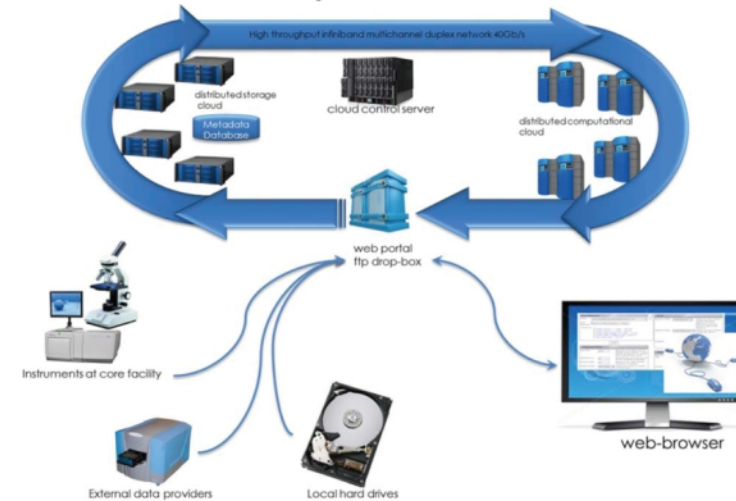 High throughput infiniband multichannel duplex network 40Gb/s
distributed storage
cloud
Metadata
Database
cloud control server
distributed computational
cloud
web portal
ftp drop-box
Instruments at core facility
External data providers
Local hard drives
web-browser